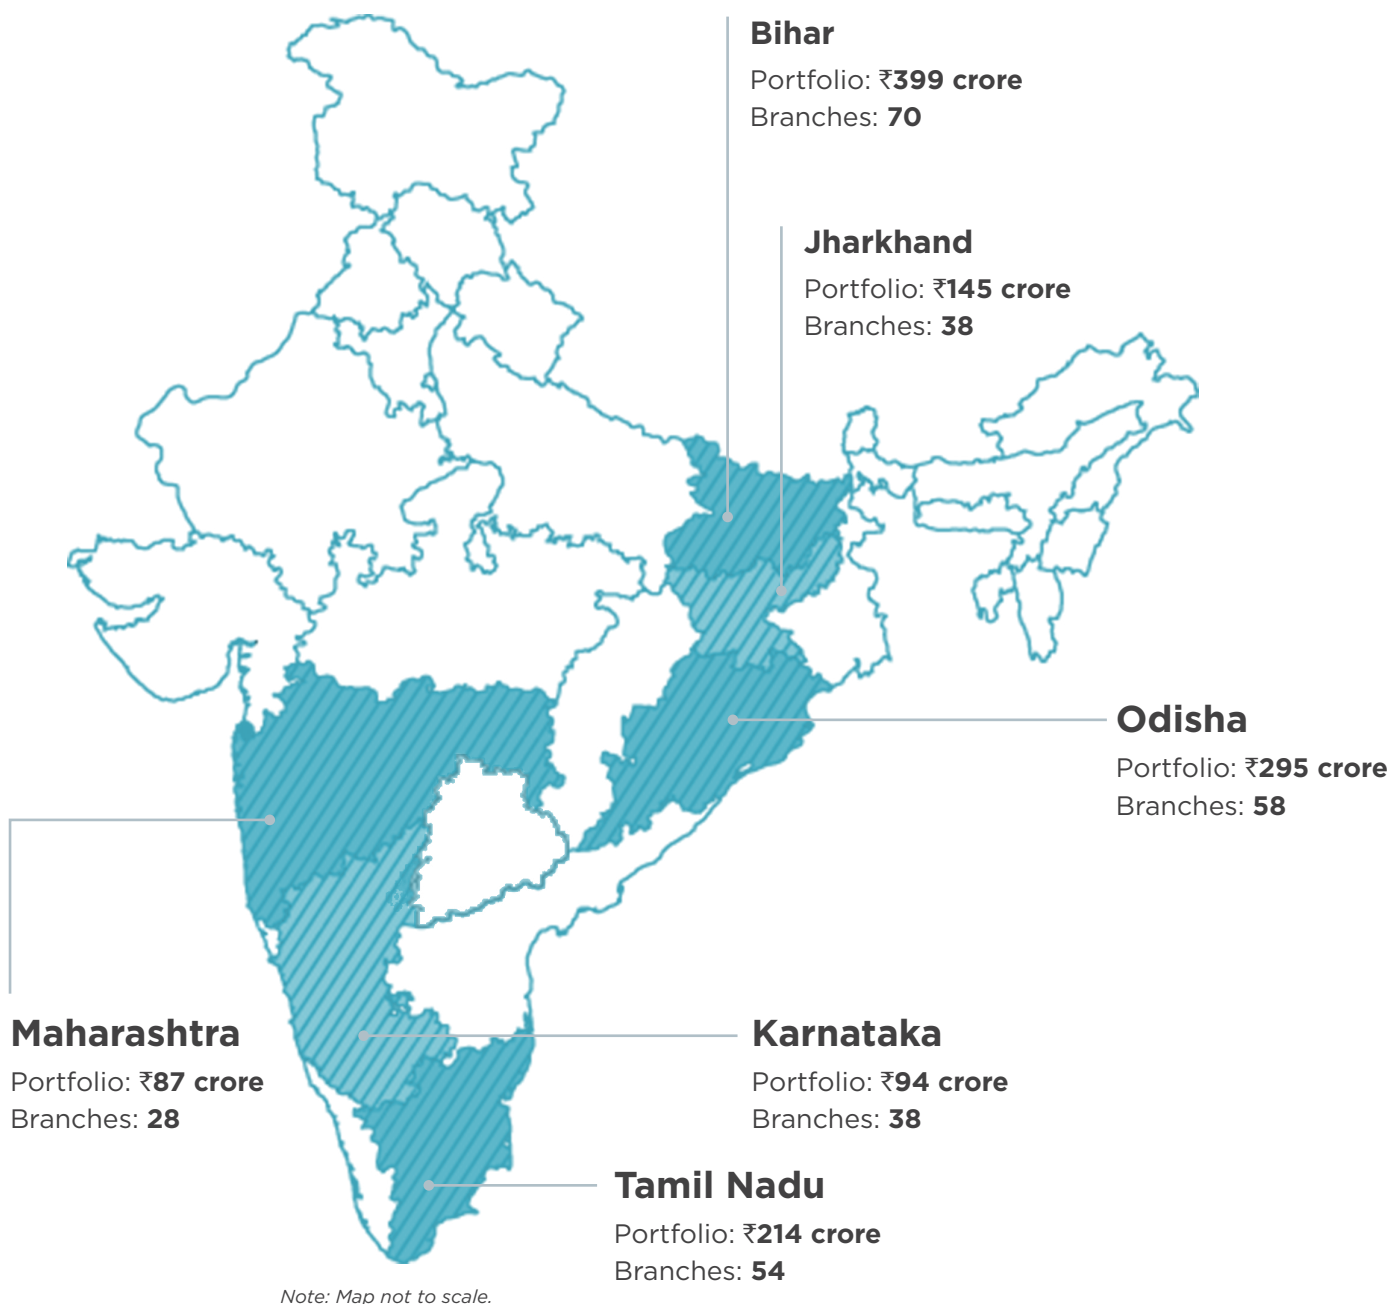 Bihar
Portfolio: ₹399 crore
Branches: 70
Jharkhand
Portfolio: ₹145 crore
Branches: 38
Odisha
Portfolio: ₹295 crore
Branches: 58
Maharashtra
Portfolio: ₹87 crore
Branches: 28
Karnataka
Portfolio: ₹94 crore
Branches: 38
Tamil Nadu
Portfolio: ₹214 crore
Branches: 54
Note: Map not to scale.